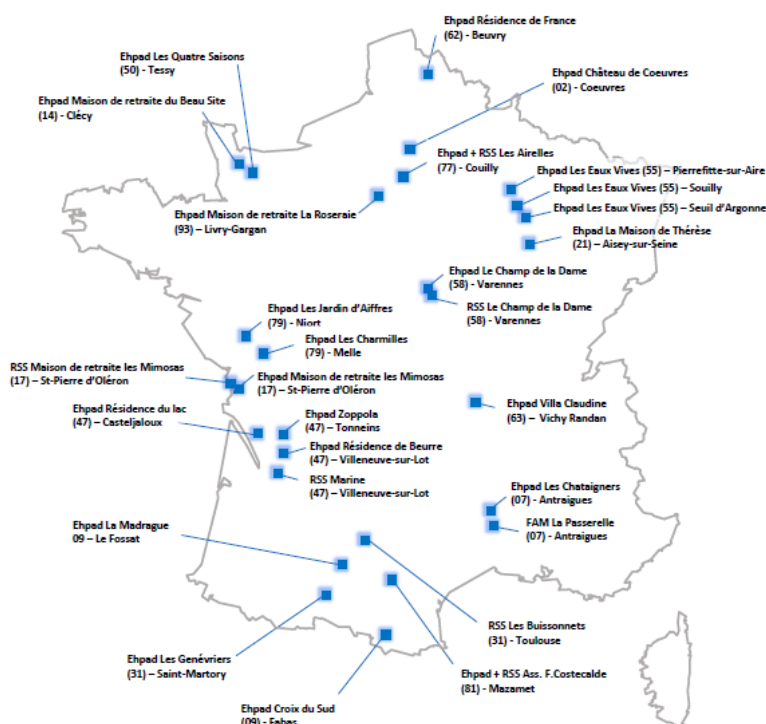 Ehpad Résidence de France
(62) - Beuvry
Ehpad Les Quatre Saisons
(50) - Tessy
Ehpad Château de Coeuvres
(02) - Coeuvres
Ehpad Maison de retraite du Beau Site
(14) – Clécy
Ehpad + RSS Les Airelles
(77) - Couilly
Ehpad Les Eaux Vives (55) – Pierrefitte-sur-Aire
Ehpad Les Eaux Vives (55) – Souilly
Ehpad Les Eaux Vives (55) – Seuil d'Argonne
Ehpad Maison de retraite La Roseraie
(93) – Livry-Gargan
Ehpad La Maison de Thérèse
(21) – Aisey-sur-Seine
Ehpad Le Champ de la Dame
(58) – Varennes
RSS Le Champ de la Dame
(58) – Varennes
Ehpad Les Jardin d'Aiffres
(79) – Niort
Ehpad Les Charmilles
(79) - Melle
RSS Maison de retraite les Mimosas
(17) – St-Pierre d'Oléron
Ehpad Maison de retraite les Mimosas
(17) – St-Pierre d'Oléron
Ehpad Villa Claudine
(63) – Vichy Randan
Ehpad Résidence du lac
(47) – Casteljaloux
Ehpad Zoppola
(47) – Tonneins
Ehpad Résidence de Beurre
(47) – Villeneuve-sur-Lot
RSS Marine
(47) – Villeneuve-sur-Lot
Ehpad Les Chataigners
(07) - Antraigues
FAM La Passerelle
(07) - Antraigues
Ehpad La Madrague
09 – Le Fossat
RSS Les Buissonnets
(31) - Toulouse
Ehpad Les Genévriers
(31) – Saint-Martory
Ehpad + RSS Ass. F.Costecalde
(81) - Mazamet
Ehpad Croix du Sud
(09) - Fabas